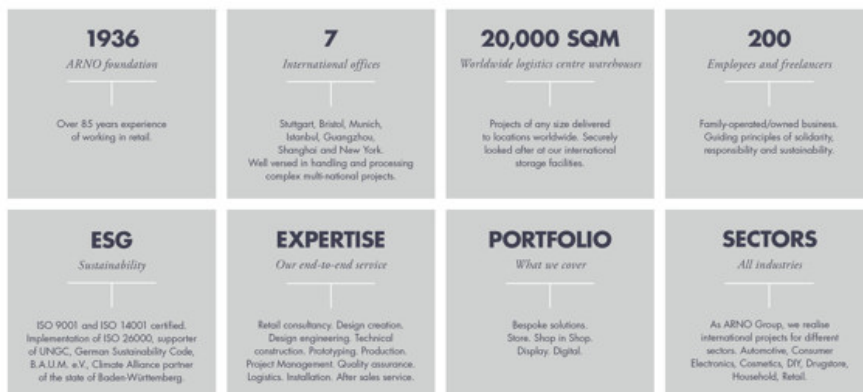 1936
ARNO foundation
Over 85 years experience
of working in retail.
7
International offices
Stuttgart, Bristol, Munich,
Istanbul, Guangzhou,
Shanghai and New York.
Well versed in handling and processing
complex multi-national projects.
20,000 SQM
Worldwide logistics centre warehouses
Projects of any size delivered
to locations worldwide. Securely
looked after at our international
storage facilities.
200
Employees and freelancers
Family-operated/owned business.
Guiding principles of solidarity,
responsibility and sustainability.
ESG
Sustainability
ISO 9001 and ISO 14001 certified.
Implementation of ISO 26000, supporter
of UNGC, German Sustainability Code,
B.A.U.M. e.V., Climate Alliance partner
of the state of Baden-Württemberg.
EXPERTISE
Our end-to-end service
Retail consultancy. Design creation.
Design engineering. Technical
construction. Prototyping. Production.
Project Management. Quality assurance.
Logistics. Installation. After sales service.
PORTFOLIO
What we cover
Bespoke solutions.
Store. Shop in Shop.
Display. Digital.
SECTORS
All industries
As ARNO Group, we realise
international projects for different
sectors. Automotive, Consumer
Electronics, Cosmetics, DIY, Drugstore,
Household, Retail.